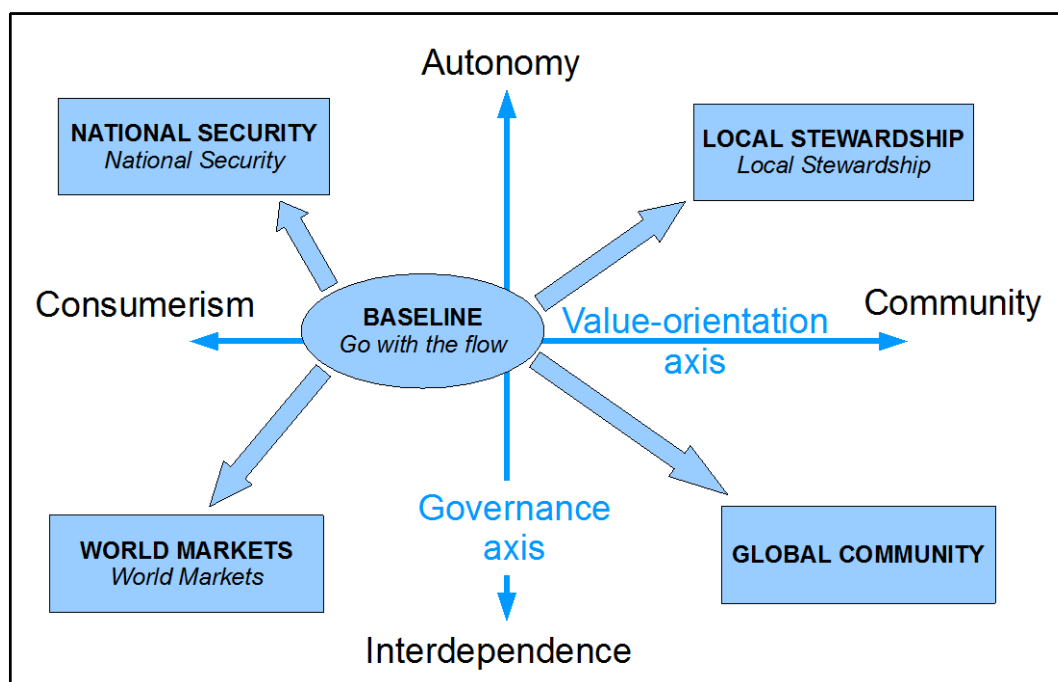 Autonomy
NATIONAL SECURITY
National Security
LOCAL STEWARDSHIP
Local Stewardship
Consumerism
BASELINE
Go with the flow
Value-orientation
axis
Community
Governance
axis
WORLD MARKETS
World Markets
GLOBAL COMMUNITY
Interdependence